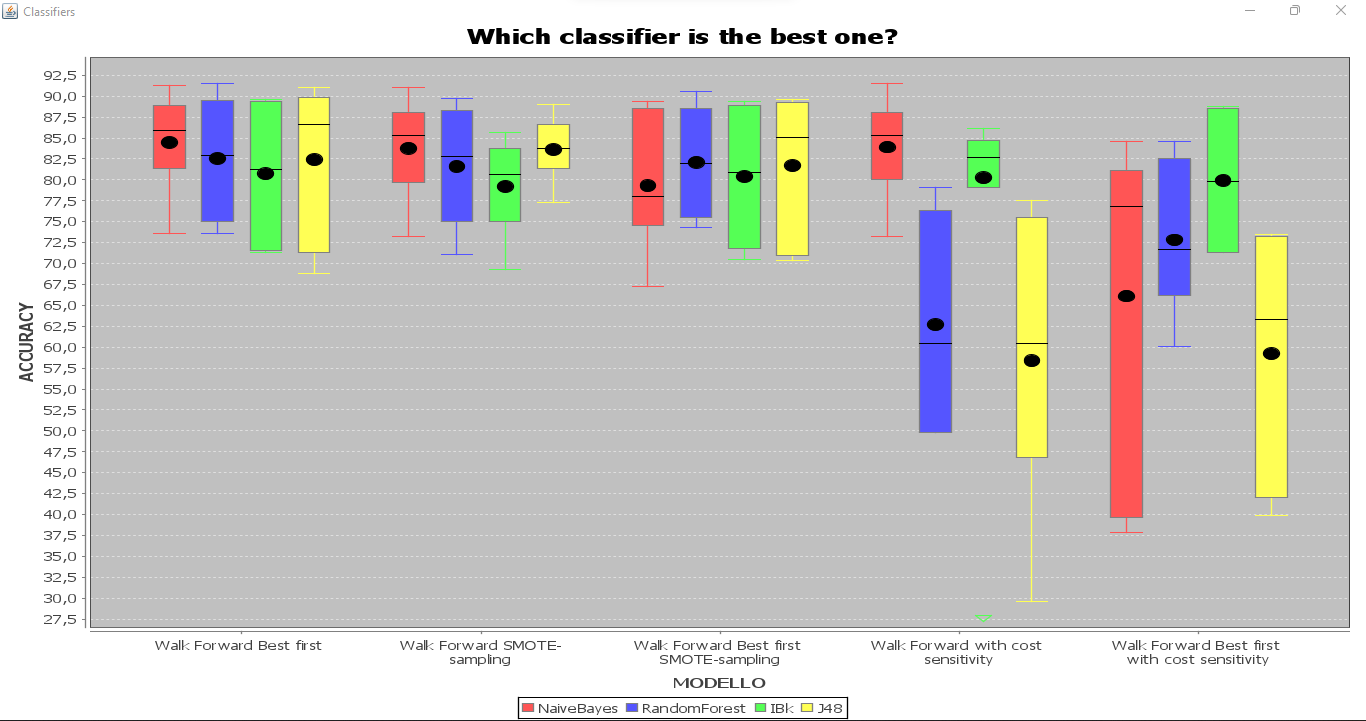 Classifiers
Which classifier is the best one?
92,5
90,0
87,5
85,0
82,5
80,0
77,5
75,0
72,5
70,0
67,5
65,0
62,5
60,0
57,5
55,0
52,5
50,0
47,5
45,0
42,5
40,0
37,5
35,0
32,5
30,0
27,5
ACCURACY
Walk Forward Best first
Walk Forward SMOTE-
sampling
Walk Forward Best first
SMOTE-sampling
Walk Forward with cost
sensitivity
Walk Forward Best first
with cost sensitivity
MODELLO
NaiveBayes RandomForest IBk J48